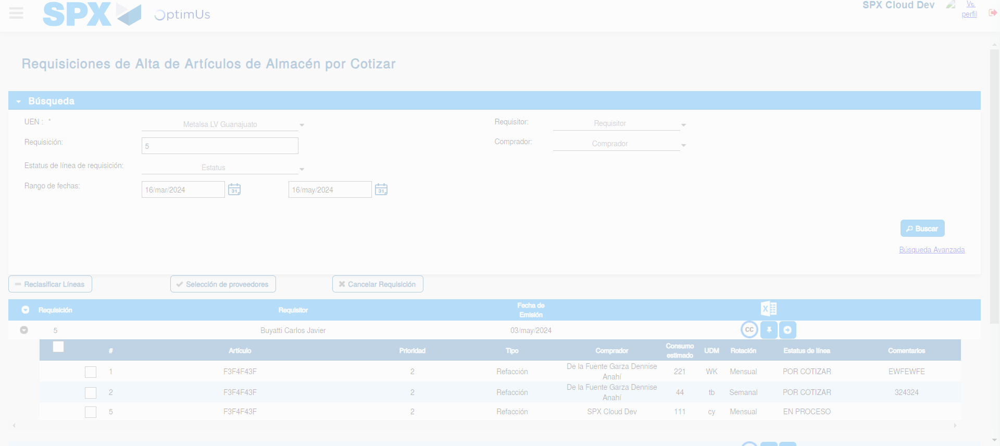 SPX OptimUs
SPX Cloud Dev
perfil
Requisiciones de Alta de Artículos de Almacén por Cotizar
Búsqueda
UEN : * Metalsa LV Guanajuato Requisitor: Requisitor
Requisición: 5 Comprador: Comprador
Estatus de línea de requisición: Estatus
Rango de fechas: 16/mar/2024 31 16/may/2024 31
Buscar
Búsqueda Avanzada
Reclasificar Líneas Selección de proveedores Cancelar Requisición
Requisición Requisitor Fecha de Emisión X
5 Buyatti Carlos Javier 03/may/2024 CC
# Artículo Prioridad Tipo Comprador Consumo estimado UDM Rotación Estatus de línea Comentarios
1 F3F4F43F 2 Refacción De la Fuente Garza Dennise Anahí 221 WK Mensual POR COTIZAR EWFEWFE
2 F3F4F43F 2 Refacción De la Fuente Garza Dennise Anahí 44 tb Semanal POR COTIZAR 324324
5 F3F4F43F 2 Refacción SPX Cloud Dev 111 cy Mensual EN PROCESO